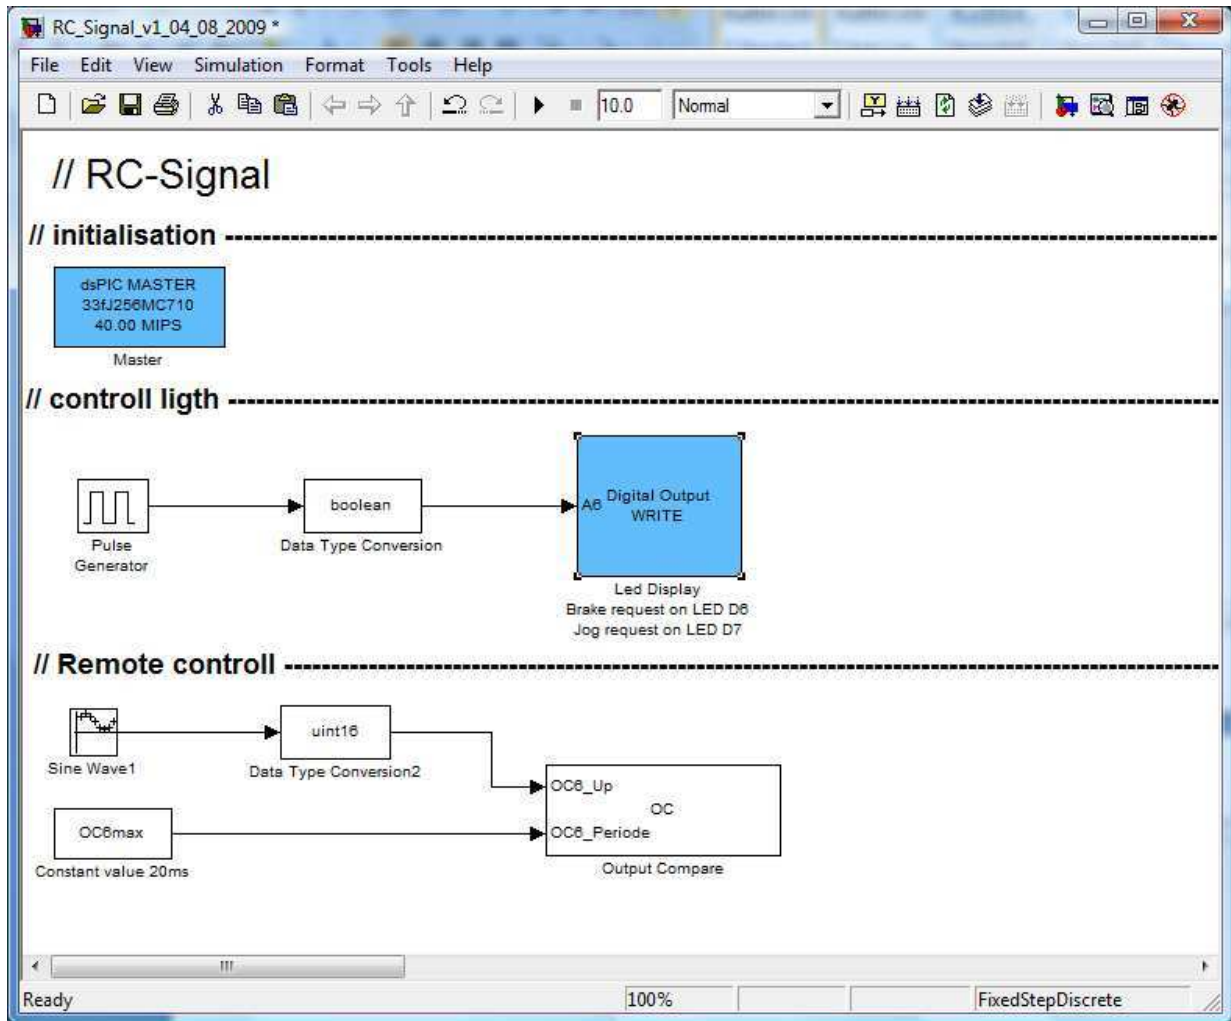 RC_Signal_v1_04_08_2009 *
File Edit View Simulation Format Tools Help
10.0 Normal
// RC-Signal
// initialisation ---------------------------------------------------------------
dsPIC MASTER
33fJ256MC710
40.00 MIPS
Master
// controll ligth ---------------------------------------------------------------
Pulse
Generator
boolean
Data Type Conversion
A6
Digital Output
WRITE
Led Display
Brake request on LED D6
Jog request on LED D7
// Remote controll ---------------------------------------------------------------
Sine Wave1
uint16
Data Type Conversion2
OC6max
Constant value 20ms
OC6_Up
OC
OC6_Periode
Output Compare
Ready 100% FixedStepDiscrete